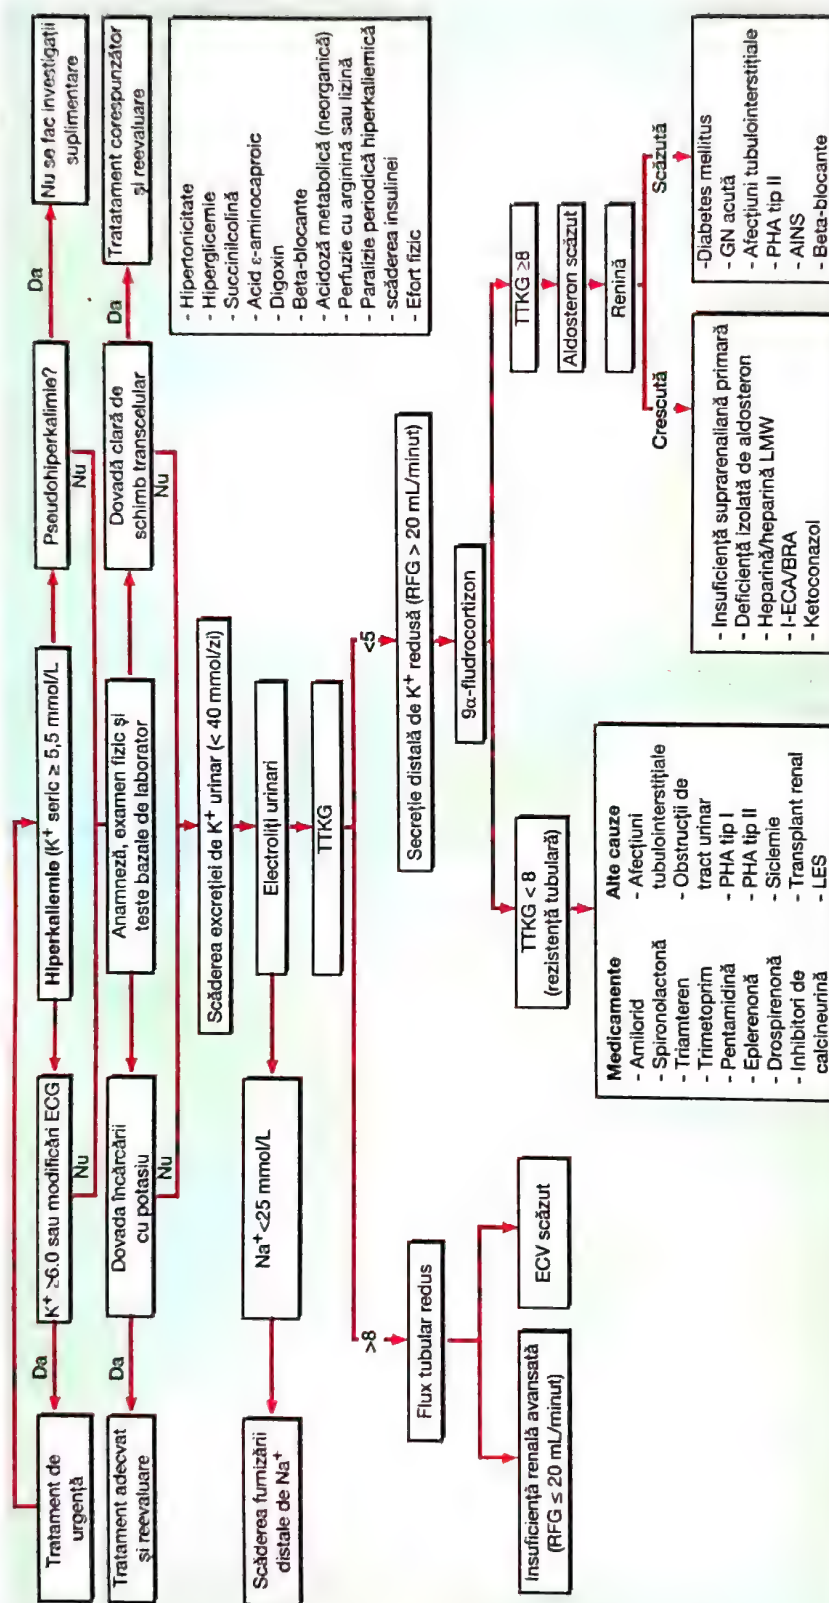 Tratament de
urgență
Da
K⁺ ≥6.0 sau modificări ECG
Nu
Hiperkaliemie (K⁺ seric ≥ 5,5 mmol/L
Pseudohiperkalimie?
Nu
Da
Nu se fac investigații
suplimentare
Tratament adecvat
și reevaluare
Da
Dovada încărcării
cu potasiu
Nu
Anamneză, examen fizic și
teste bazale de laborator
Dovadă clară de
schimb transcelular
Nu
Da
Tratatament corespunzător
și reevaluare
- Hipertonicitate
- Hiperglicemie
- Succinilcolină
- Acid ε-aminocaproic
- Digoxin
- Beta-blocante
- Acidoză metabolică (neorganică)
- Perfuzie cu arginină sau lizină
- Paralizie periodică hiperkaliemică
- scăderea insulinei
- Efort fizic
Scăderea excreției de K⁺ urinar (< 40 mmol/zi)
Electroliți urinari
Na⁺<25 mmol/L
Scăderea furnizării
distale de Na⁺
TTKG
>8
<5
Flux tubular redus
Insuficiență renală avansată
(RFG ≤ 20 mL/minut)
ECV scăzut
Secreție distală de K⁺ redusă (RFG > 20 mL/minut)
9α-fludrocortizon
TTKG < 8
(rezistență tubulară)
TTKG ≥8
Aldosteron scăzut
Renină
Crescută
Scăzută
Medicamente
- Amilorid
- Spironolactonă
- Triamteren
- Trimetoprim
- Pentamidină
- Eplerenonă
- Drospirenonă
- Inhibitori de
calcineurină
Alte cauze
- Afecțiuni
tubulointerstițiale
- Obstrucții de
tract urinar
- PHA tip I
- PHA tip II
- Siclemie
- Transplant renal
- LES
- Insuficiență suprarenaliană primară
- Deficiență izolată de aldosteron
- Heparină/heparină LMW
- I-ECA/BRA
- Ketoconazol
-Diabetes mellitus
- GN acută
- Afecțiuni tubulointerstițiale
- PHA tip II
- AINS
- Beta-blocante